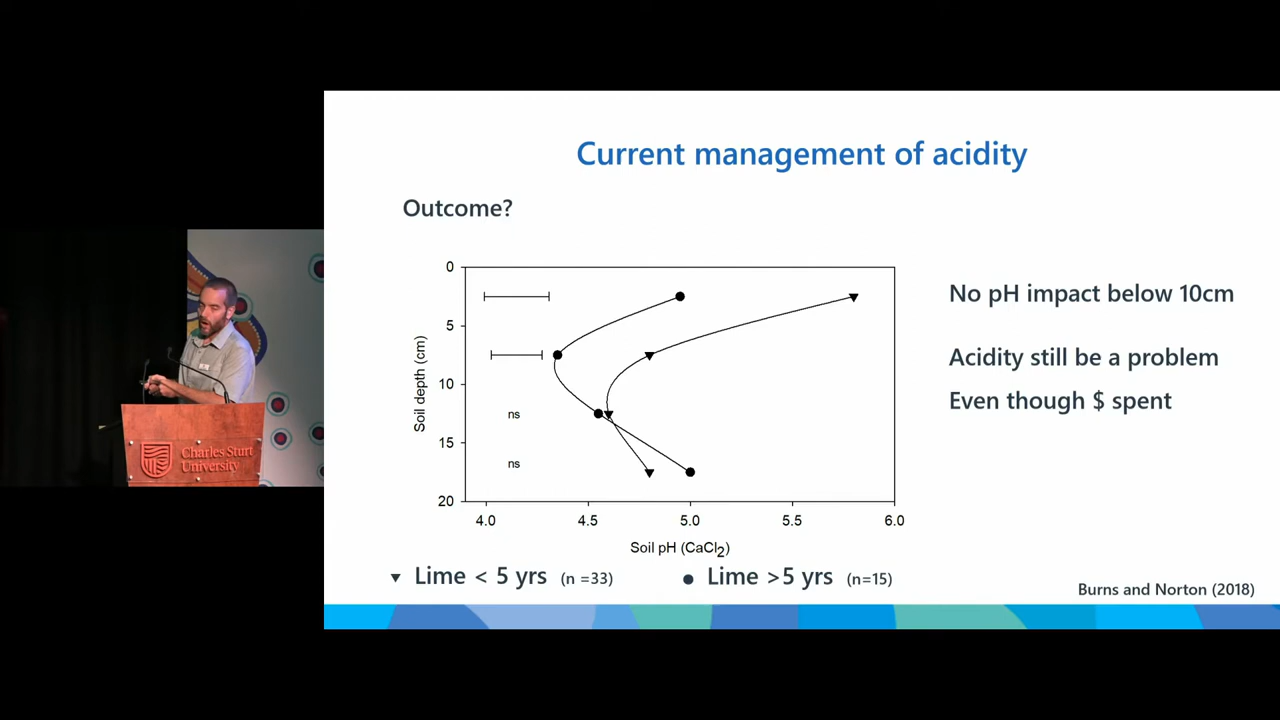 Current management of acidity
Outcome?
0
5
10
15
20
Soil depth (cm)
ns
ns
4.0
4.5
5.0
5.5
6.0
Soil pH (CaCl2)
Lime < 5 yrs (n =33)
Lime >5 yrs (n=15)
No pH impact below 10cm
Acidity still be a problem
Even though $ spent
Burns and Norton (2018)
Charles Sturt
University